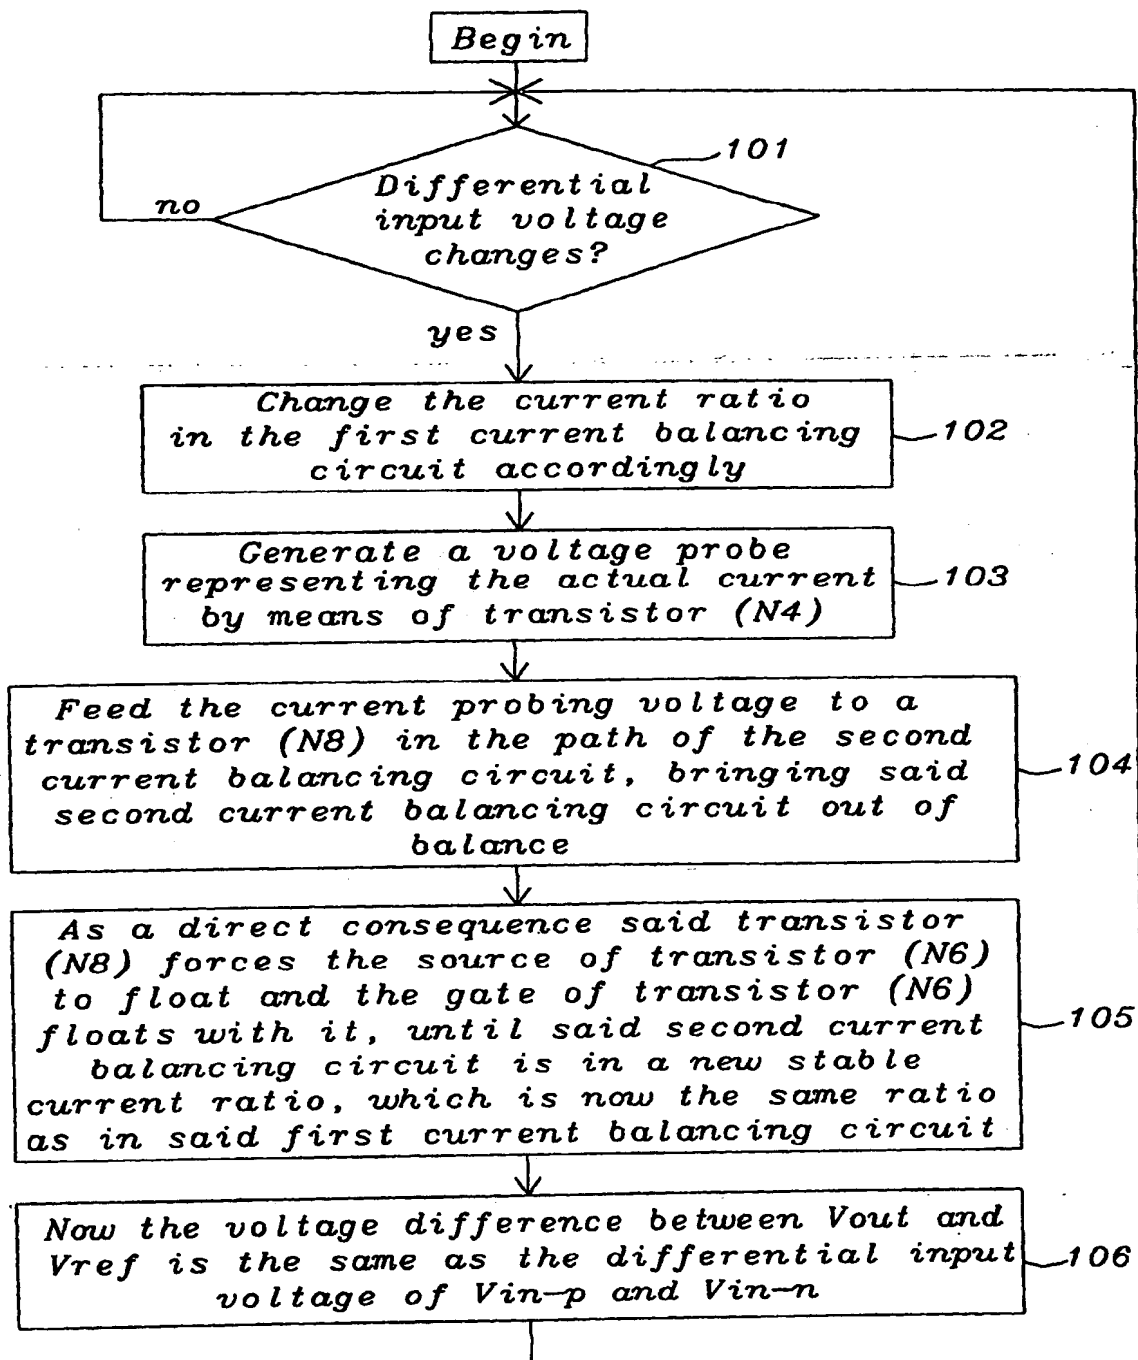 Begin
101
Differential
input voltage
changes?
no
yes
Change the current ratio
in the first current balancing
circuit accordingly
102
Generate a voltage probe
representing the actual current
by means of transistor (N4)
103
Feed the current probing voltage to a
transistor (N8) in the path of the second
current balancing circuit, bringing said
second current balancing circuit out of
balance
104
As a direct consequence said transistor
(N8) forces the source of transistor (N6)
to float and the gate of transistor (N6)
floats with it, until said second current
balancing circuit is in a new stable
current ratio, which is now the same ratio
as in said first current balancing circuit
105
Now the voltage difference between Vout and
Vref is the same as the differential input
voltage of Vin-p and Vin-n
106